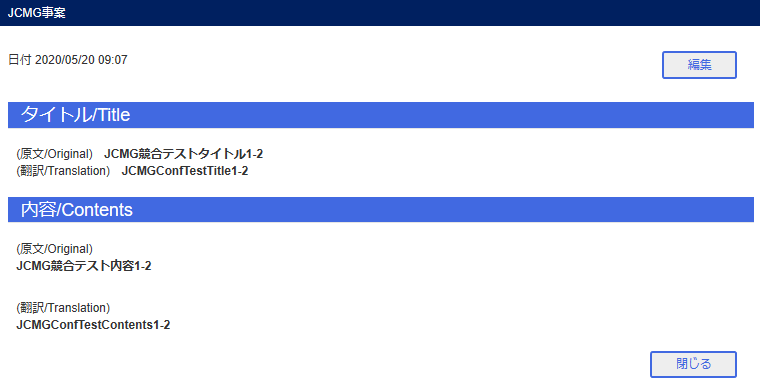 JCMG事案
日付 2020/05/20 09:07
編集
タイトル/Title
(原文/Original) JCMG競合テストタイトル1-2
(翻訳/Translation) JCMGConfTestTitle1-2
内容/Contents
(原文/Original)
JCMG競合テスト内容1-2
(翻訳/Translation)
JCMGConfTestContents1-2
閉じる